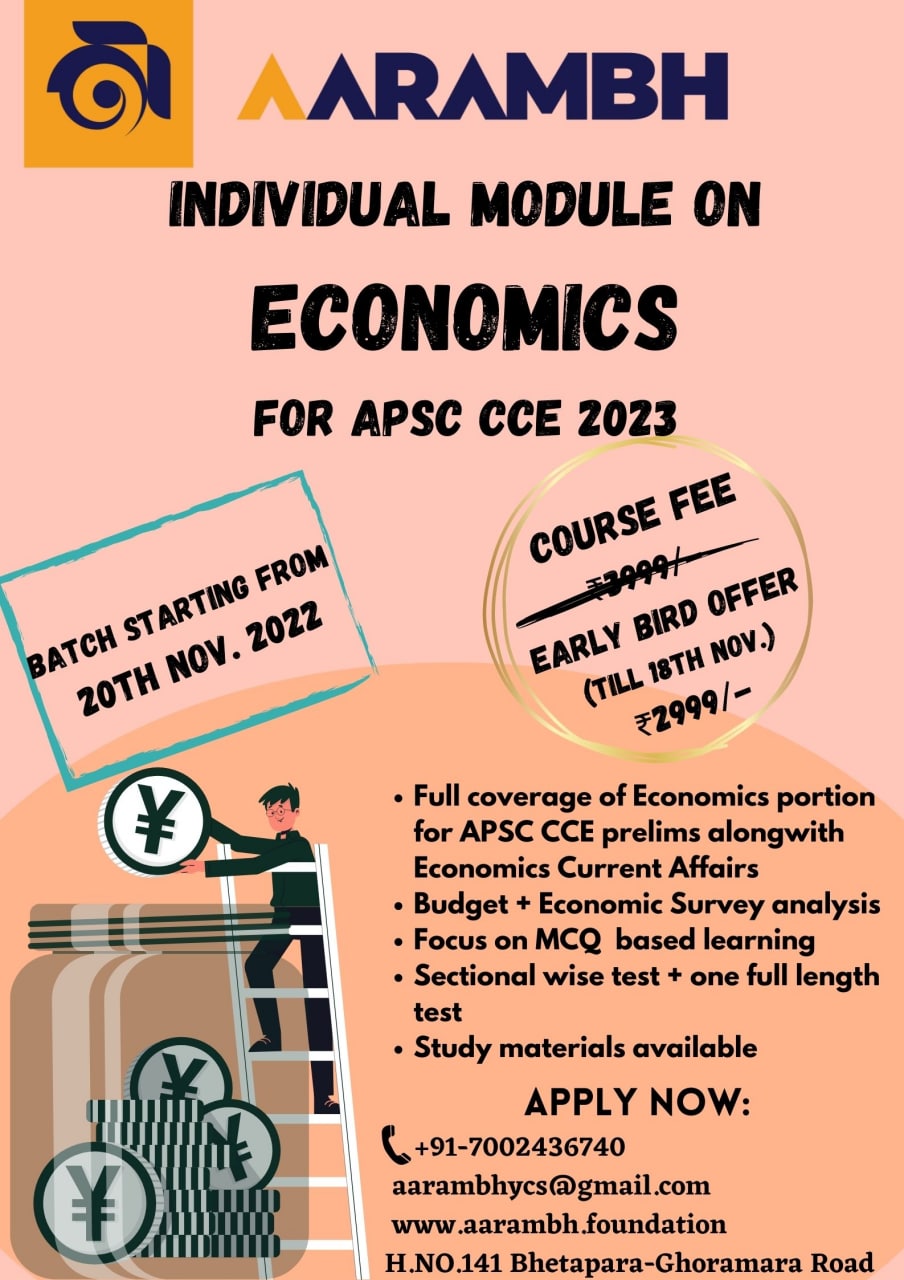 AARAMBH
INDIVIDUAL MODULE ON
ECONOMICS
FOR APSC CCE 2023
BATCH STARTING FROM
20TH NOV. 2022
COURSE FEE
₹3999/-
EARLY BIRD OFFER
(TILL 18TH NOV.)
₹2999/-
¥
• Full coverage of Economics portion
for APSC CCE prelims alongwith
Economics Current Affairs
• Budget + Economic Survey analysis
• Focus on MCQ based learning
• Sectional wise test + one full length
test
• Study materials available
¥
¥
¥
APPLY NOW:
+91-7002436740
aarambhycs@gmail.com
www.aarambh.foundation
H.NO.141 Bhetapara-Ghoramara Road